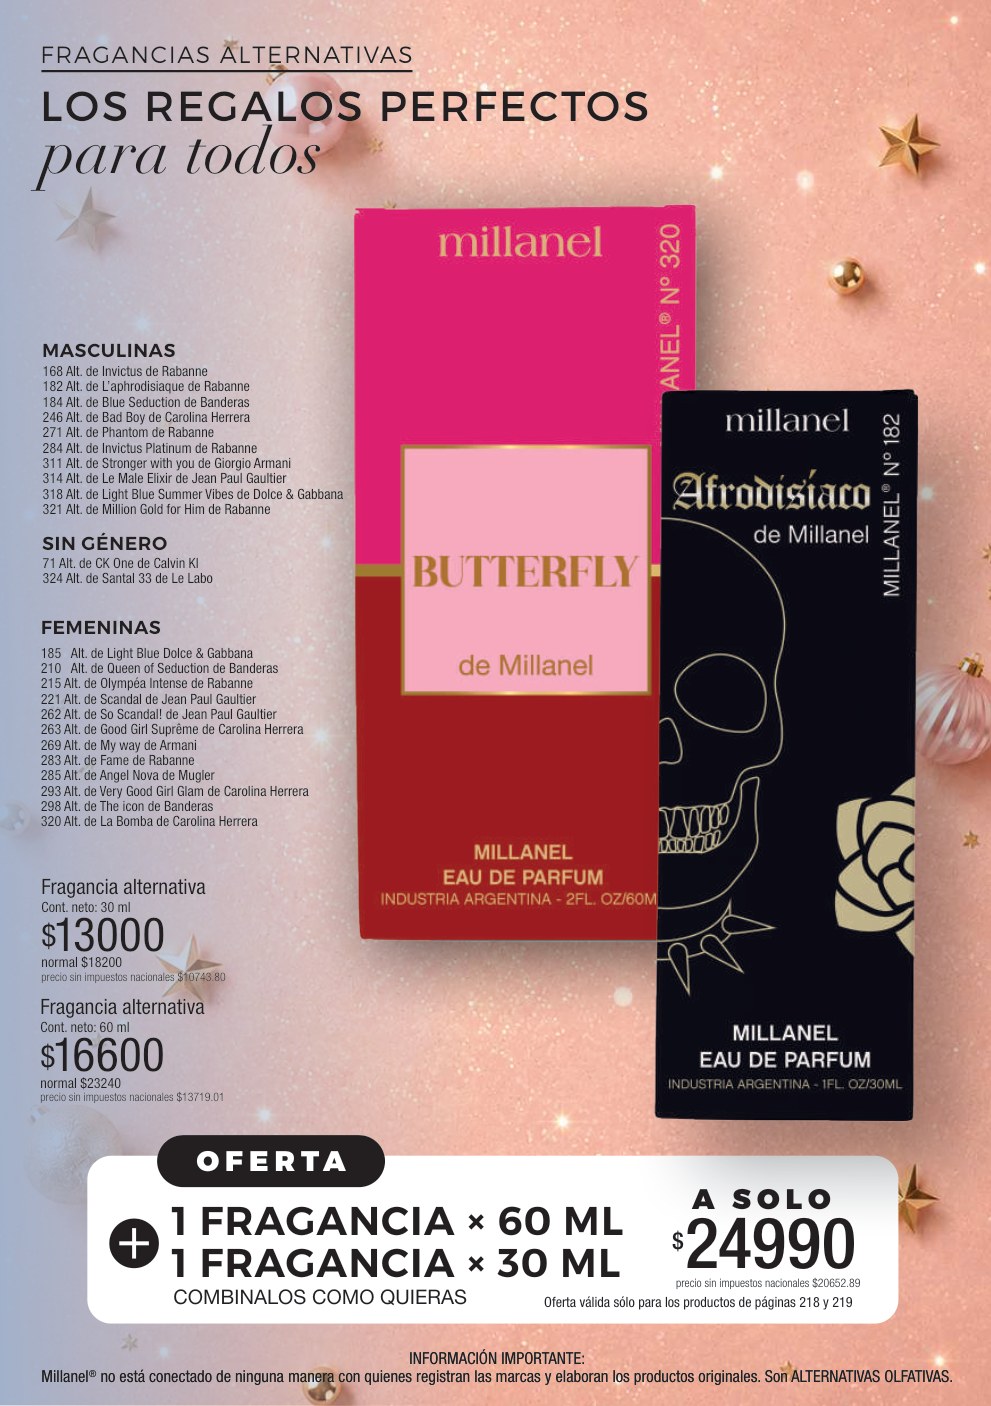 FRAGANCIAS ALTERNATIVAS
LOS REGALOS PERFECTOS
para todos
millanel
ANEL® N° 320
BUTTERFLY
de Millanel
MILLANEL
EAU DE PARFUM
INDUSTRIA ARGENTINA - 2FL. OZ/60M
millanel
MILLANEL® N° 182
Afrodisíaco
de Millanel
MILLANEL
EAU DE PARFUM
INDUSTRIA ARGENTINA - 1FL. OZ/30ML
MASCULINAS
168 Alt. de Invictus de Rabanne
182 Alt. de L'aphrodisiaque de Rabanne
184 Alt. de Blue Seduction de Banderas
246 Alt. de Bad Boy de Carolina Herrera
271 Alt. de Phantom de Rabanne
284 Alt. de Invictus Platinum de Rabanne
311 Alt. de Stronger with you de Giorgio Armani
314 Alt. de Le Male Elixir de Jean Paul Gaultier
318 Alt. de Light Blue Summer Vibes de Dolce & Gabbana
321 Alt. de Million Gold for Him de Rabanne
SIN GÉNERO
71 Alt. de CK One de Calvin Kl
324 Alt. de Santal 33 de Le Labo
FEMENINAS
185 Alt. de Light Blue Dolce & Gabbana
210 Alt. de Queen of Seduction de Banderas
215 Alt. de Olympéa Intense de Rabanne
221 Alt. de Scandal de Jean Paul Gaultier
262 Alt. de So Scandal! de Jean Paul Gaultier
263 Alt. de Good Girl Suprême de Carolina Herrera
269 Alt. de My way de Armani
283 Alt. de Fame de Rabanne
285 Alt. de Angel Nova de Mugler
293 Alt. de Very Good Girl Glam de Carolina Herrera
298 Alt. de The icon de Banderas
320 Alt. de La Bomba de Carolina Herrera
Fragancia alternativa
Cont. neto: 30 ml
$13000
normal $18200
precio sin impuestos nacionales $10743.80
Fragancia alternativa
Cont. neto: 60 ml
$16600
normal $23240
precio sin impuestos nacionales $13719.01
OFERTA
+
1 FRAGANCIA × 60 ML
1 FRAGANCIA × 30 ML
COMBINALOS COMO QUIERAS
A SOLO
$24990
precio sin impuestos nacionales $20652.89
Oferta válida sólo para los productos de páginas 218 y 219
INFORMACIÓN IMPORTANTE:
Millanel® no está conectado de ninguna manera con quienes registran las marcas y elaboran los productos originales. Son ALTERNATIVAS OLFATIVAS.